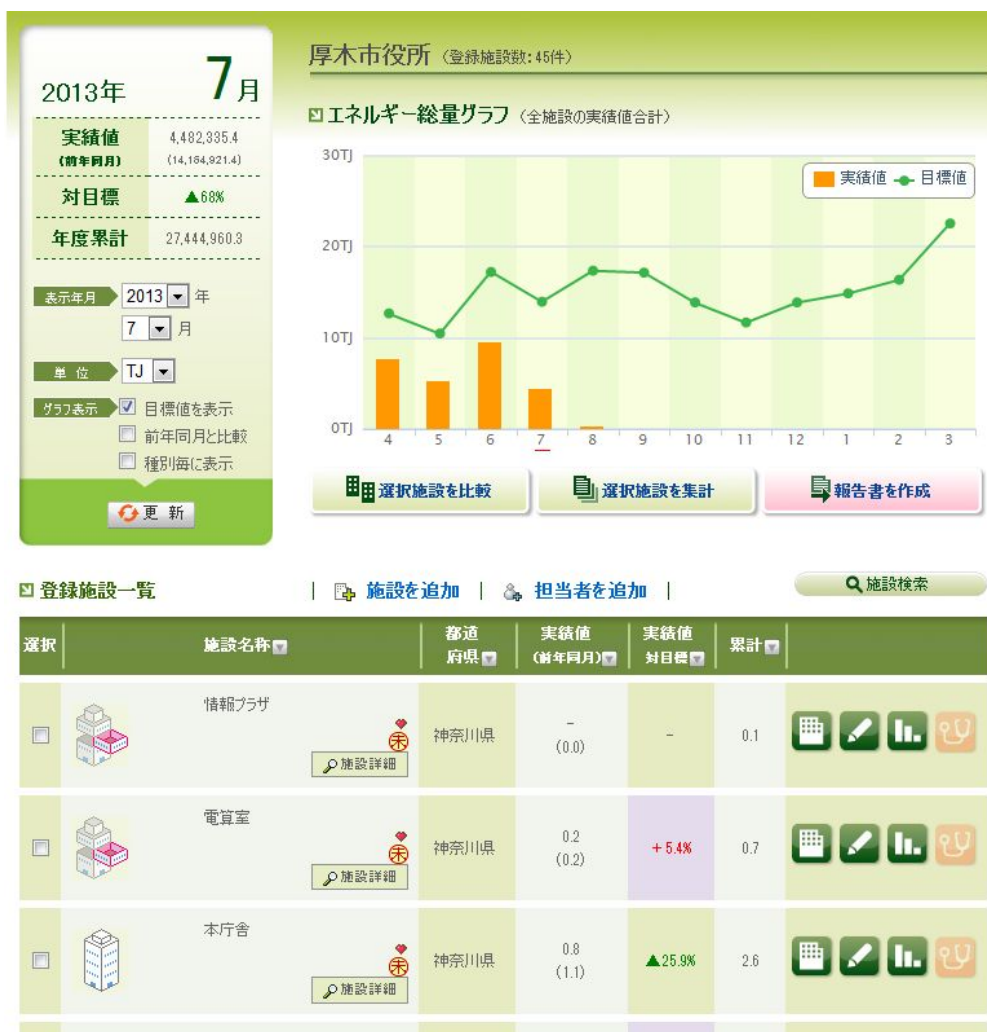 2013年 7月
実績値 4,482,335.4
(前年同月) (14,164,921.4)
対目標 ▲68%
年度累計 27,444,960.3
表示年月 2013 年
7 月
単位 TJ
グラフ表示 目標値を表示
前年同月と比較
種別毎に表示
更新
厚木市役所 (登録施設数:45件)
エネルギー総量グラフ (全施設の実績値合計)
30TJ
実績値 目標値
20TJ
10TJ
0TJ
4 5 6 7 8 9 10 11 12 1 2 3
選択施設を比較 選択施設を集計 報告書を作成
登録施設一覧 | 施設を追加 | 担当者を追加 | 施設検索
選択 施設名称 都道府県 実績値(前年同月) 実績値対目標 累計
情報プラザ
未
施設詳細
神奈川県
-
(0.0)
-
0.1
電算室
未
施設詳細
神奈川県
0.2
(0.2)
+5.4%
0.7
本庁舎
未
施設詳細
神奈川県
0.8
(1.1)
▲25.9%
2.6